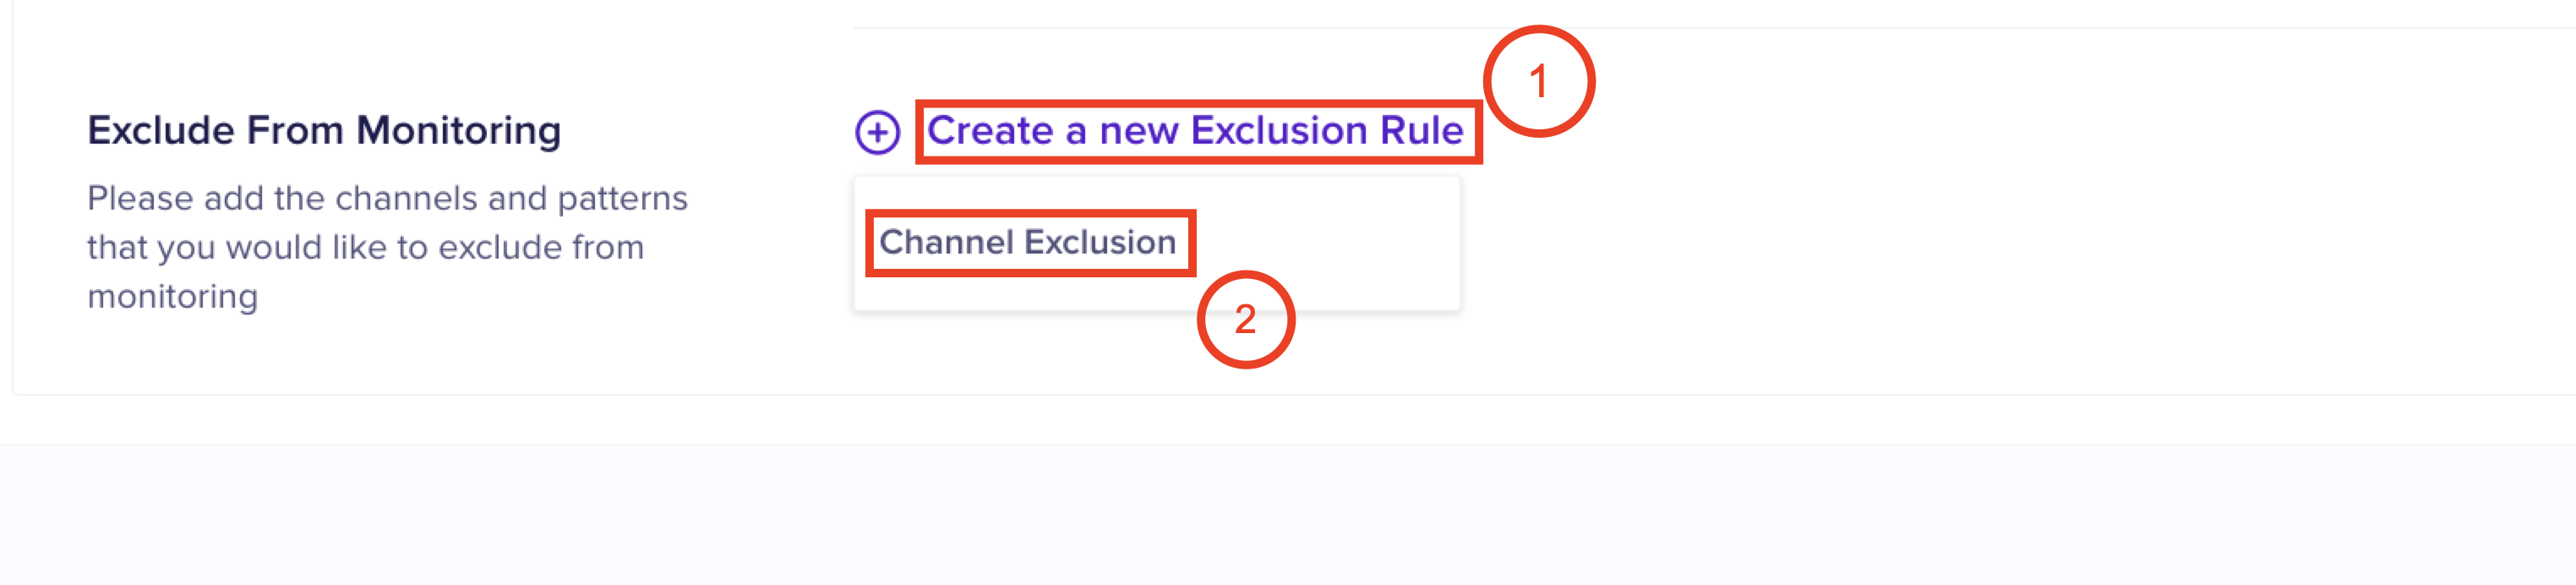 Exclude From Monitoring
Please add the channels and patterns
that you would like to exclude from
monitoring
Create a new Exclusion Rule
1
Channel Exclusion
2